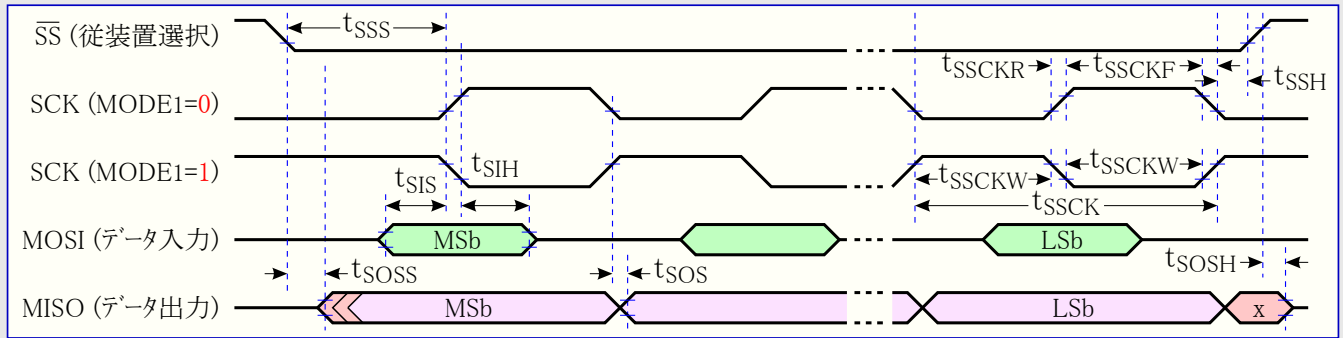 SS (従装置選択)
tSSS
tSSCKR
tSSCKF
tSSH
SCK (MODE1=0)
SCK (MODE1=1)
tSIS
tSIH
tSSCKW
tSSCKW
tSSCK
MOSI (データ入力)
MSb
LSb
tSOSS
tSOS
tSOSH
MISO (データ出力)
MSb
LSb
x